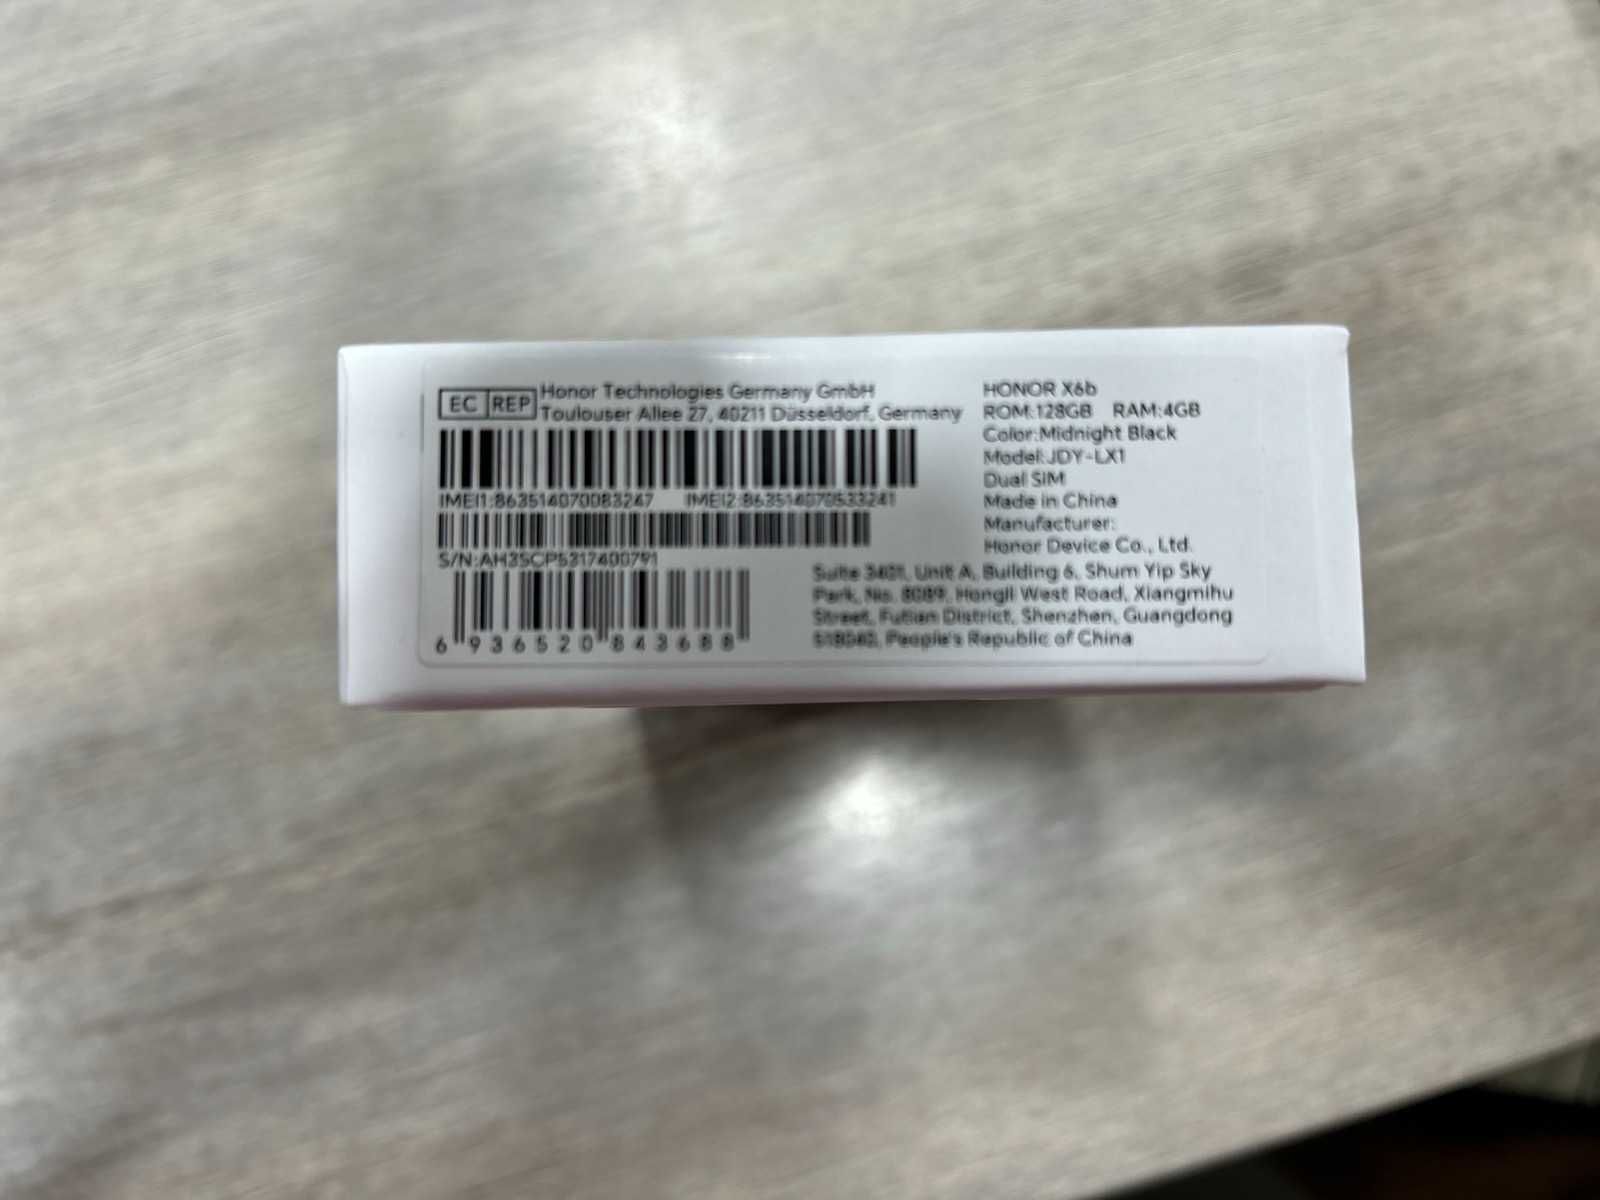 EC REP
Honor Technologies Germany GmbH
Toulouser Allee 27, 40211 Düsseldorf, Germany
IMEI1:863514070083247 IMEI2:863514070533241
S/N:AH3SCP5317400791
6 936520 843688
HONOR X6b
ROM:128GB RAM:4GB
Color:Midnight Black
Model:JDY-LX1
Dual SIM
Made in China
Manufacturer:
Honor Device Co., Ltd.
Suite 3401, Unit A, Building 6, Shum Yip Sky
Park, No. 8089, Hongli West Road, Xiangmihu
Street, Futian District, Shenzhen, Guangdong
518040, People's Republic of China